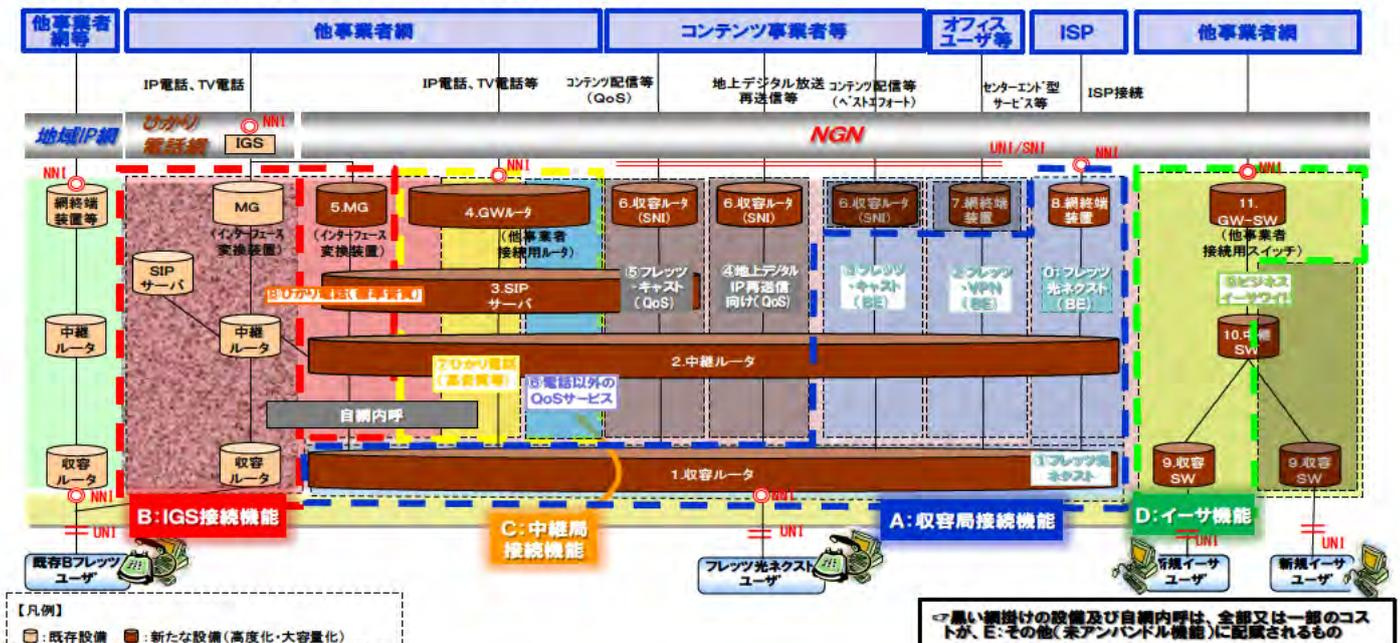 他事業者
網等
他事業者網
コンテンツ事業者等
オフィス
ユーザ等
ISP
他事業者網
IP電話、TV電話
IP電話、TV電話等
コンテンツ配信等
(QoS)
地上デジタル放送
再送信等
コンテンツ配信等
(ベストエフォート)
センターエンド型
サービス等
ISP接続
地域IP網
ひかり
電話網
NNI
IGS
NGN
UNI/SNI
NNI
NNI
NNI
NNI
網終端
装置等
MG
(インターフェース
変換装置)
5.MG
(インターフェース
変換装置)
4.GWルータ
(他事業者
接続用ルータ)
6.収容ルータ
(SNI)
6.収容ルータ
(SNI)
6.収容ルータ
(SNI)
7.網終端
装置
8.網終端
装置
11.
GW-SW
(他事業者
接続用スイッチ)
SIP
サーバ
3.SIP
サーバ
⑤フレッツ
・キャスト
(QoS)
④地上デジタル
IP再送信
向け(QoS)
フレッツ
・キャスト
(BE)
フレッツ
・VPN
(BE)
フレッツ
光ネクスト
(BE)
中継
ルータ
中継
ルータ
2.中継ルータ
10.中継
SW
⑦ひかり電話
(高音質等)
⑥電話以外の
QoSサービス
自網内呼
収容
ルータ
収容
ルータ
1.収容ルータ
①フレッツ光
ネクスト
9.収容
SW
9.収容
SW
NNI
NNI
B:IGS接続機能
C:中継局
接続機能
A:収容局接続機能
D:イーサ機能
UNI
UNI
UNI
UNI
既存Bフレッツ
ユーザ
フレッツ光ネクスト
ユーザ
新規イーサ
ユーザ
新規イーサ
ユーザ
【凡例】
:既存設備 :新たな設備(高度化・大容量化)
☞黒い網掛けの設備及び自網内呼は、全部又は一部のコス
トが、E:その他(未アンバンドル機能)に配賦されるもの